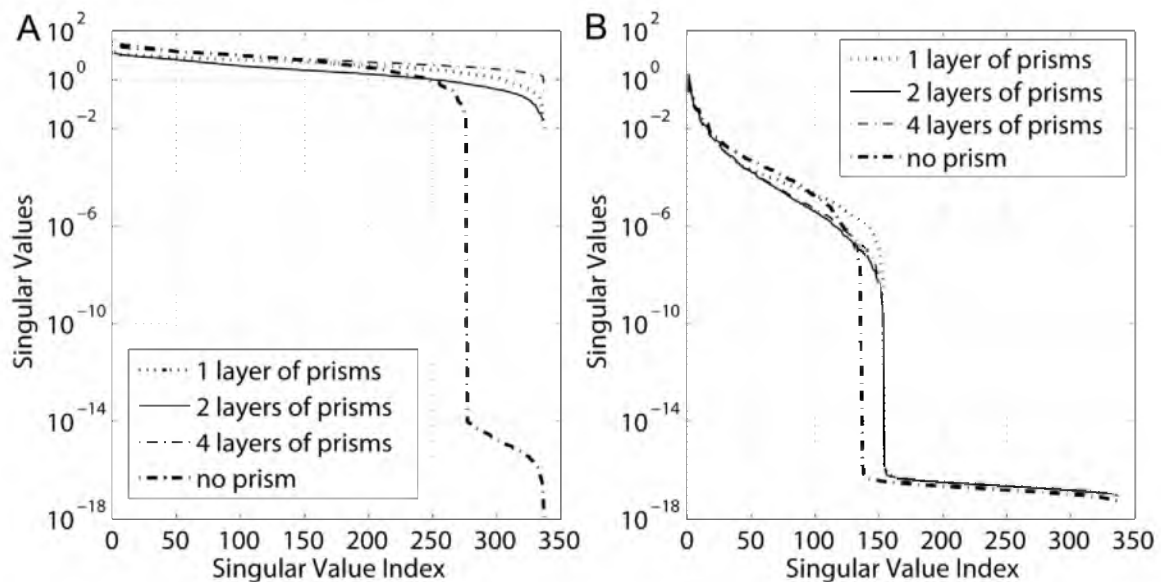 A
10^2
10^0
10^-2
10^-6
10^-10
10^-14
10^-18
Singular Values
1 layer of prisms
2 layers of prisms
4 layers of prisms
no prism
0 50 100 150 200 250 300 350
Singular Value Index
B
10^2
10^0
10^-2
10^-6
10^-10
10^-14
10^-18
Singular Values
1 layer of prisms
2 layers of prisms
4 layers of prisms
no prism
0 50 100 150 200 250 300 350
Singular Value Index